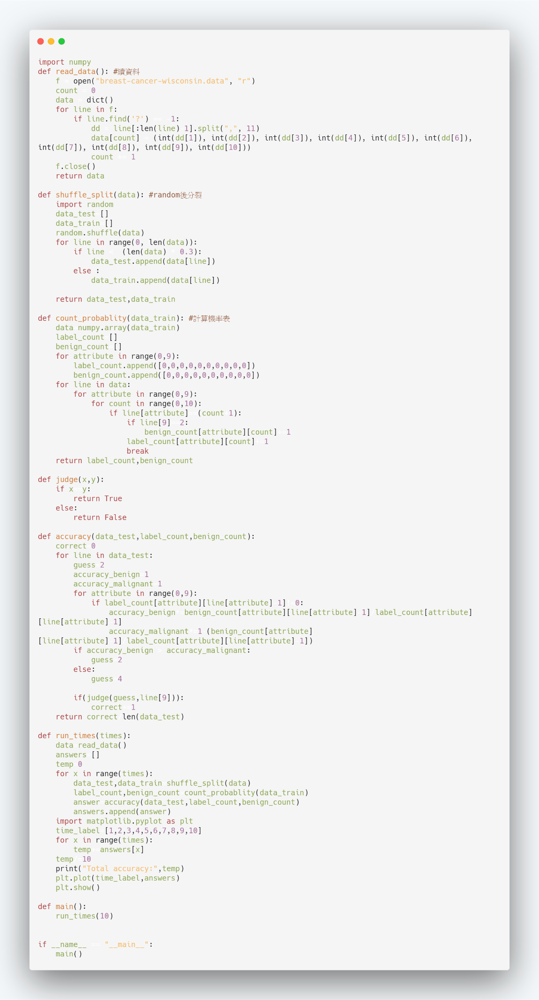 import numpy
def read_data(): #讀資料
    f = open("breast-cancer-wisconsin.data", "r")
    count = 0
    data = dict()
    for line in f:
        if line.find('?') == -1:
            dd = line[:len(line)-1].split(",", 11)
            data[count] = (int(dd[1]), int(dd[2]), int(dd[3]), int(dd[4]), int(dd[5]), int(dd[6]),
int(dd[7]), int(dd[8]), int(dd[9]), int(dd[10]))
            count += 1
    f.close()
    return data

def shuffle_split(data): #random後分裂
    import random
    data_test=[]
    data_train=[]
    random.shuffle(data)
    for line in range(0, len(data)):
        if line <= (len(data) * 0.3):
            data_test.append(data[line])
        else :
            data_train.append(data[line])

    return data_test,data_train

def count_probablity(data_train): #計算機率表
    data=numpy.array(data_train)
    label_count=[]
    benign_count=[]
    for attribute in range(0,9):
        label_count.append([0,0,0,0,0,0,0,0,0,0])
        benign_count.append([0,0,0,0,0,0,0,0,0,0])
    for line in data:
        for attribute in range(0,9):
            for count in range(0,10):
                if line[attribute]==(count+1):
                    if line[9]==2:
                        benign_count[attribute][count]+=1
                    label_count[attribute][count]+=1
                    break
    return label_count,benign_count

def judge(x,y):
    if x==y:
        return True
    else:
        return False

def accuracy(data_test,label_count,benign_count):
    correct=0
    for line in data_test:
        guess=2
        accuracy_benign=1
        accuracy_malignant=1
        for attribute in range(0,9):
            if label_count[attribute][line[attribute]-1]!=0:
                accuracy_benign*=benign_count[attribute][line[attribute]-1]/label_count[attribute]
[line[attribute]-1]
                accuracy_malignant*=1-(benign_count[attribute]
[line[attribute]-1]/label_count[attribute][line[attribute]-1])
        if accuracy_benign > accuracy_malignant:
            guess=2
        else:
            guess=4

        if(judge(guess,line[9])):
            correct+=1
    return correct/len(data_test)

def run_times(times):
    data=read_data()
    answers=[]
    temp=0
    for x in range(times):
        data_test,data_train=shuffle_split(data)
        label_count,benign_count=count_probablity(data_train)
        answer=accuracy(data_test,label_count,benign_count)
        answers.append(answer)
    import matplotlib.pyplot as plt
    time_label=[1,2,3,4,5,6,7,8,9,10]
    for x in range(times):
        temp+=answers[x]
    temp/=10
    print("Total accuracy:",temp)
    plt.plot(time_label,answers)
    plt.show()

def main():
    run_times(10)


if __name__ == "__main__":
    main()